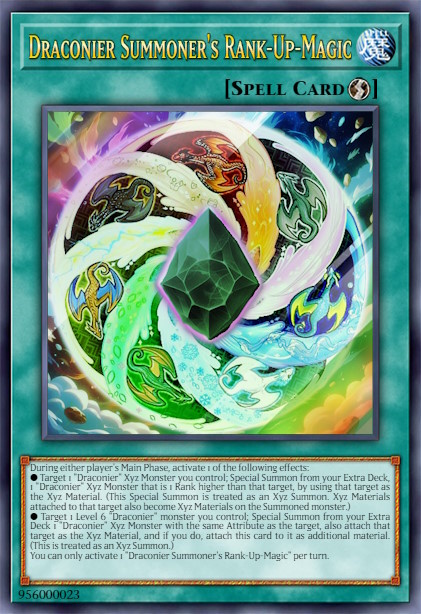 DRACONIER SUMMONER'S RANK-UP-MAGIC 魔
[SPELL CARD]
During either player's Main Phase, activate 1 of the following effects:
● Target 1 "Draconier" Xyz Monster you control; Special Summon from your Extra Deck,
1 "Draconier" Xyz Monster that is 1 Rank higher than that target, by using that target as
the Xyz Material. (This Special Summon is treated as an Xyz Summon. Xyz Materials
attached to that target also become Xyz Materials on the Summoned monster.)
● Target 1 Level 6 "Draconier" monster you control; Special Summon from your Extra
Deck 1 "Draconier" Xyz Monster with the same Attribute as the target, also attach that
target as the Xyz Material, and if you do, attach this card to it as additional material.
(This is treated as an Xyz Summon.)
You can only activate 1 "Draconier Summoner's Rank-Up-Magic" per turn.
956000023